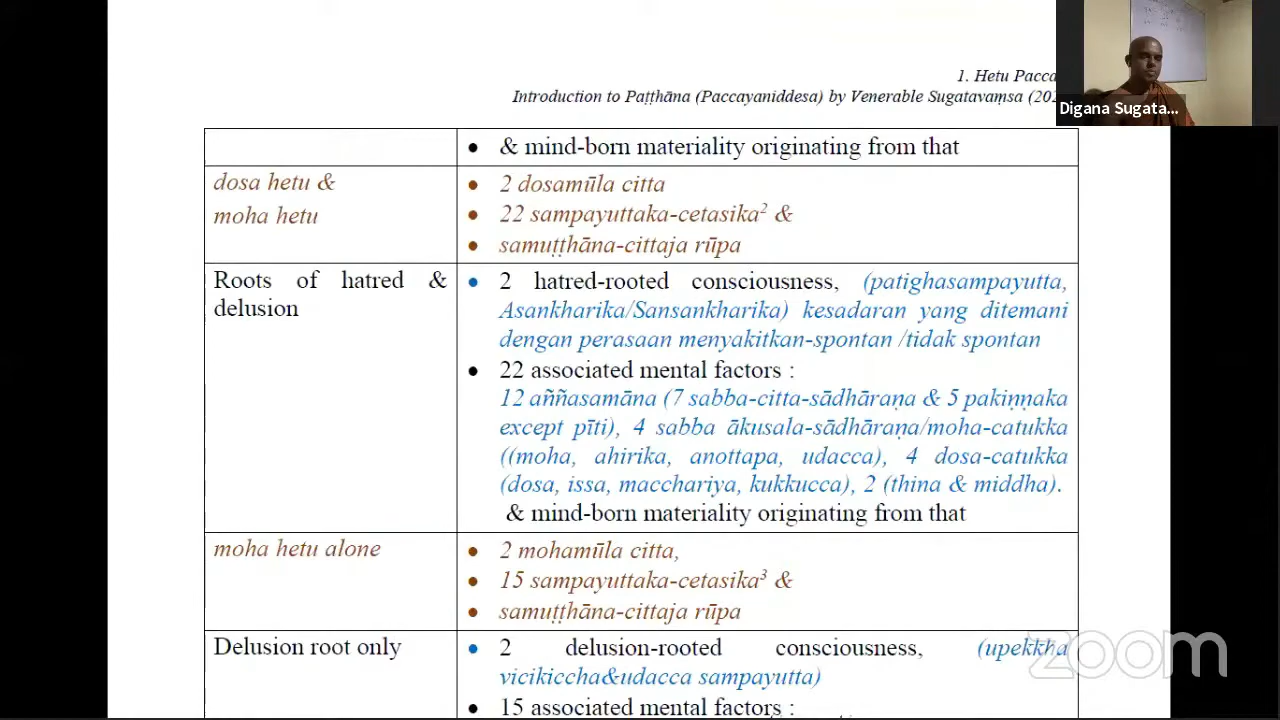 1. Hetu Pacca
Introduction to Paṭṭhāna (Paccayaniddesa) by Venerable Sugatavaṃsa (20
Digana Sugata...
• & mind-born materiality originating from that
dosa hetu &
moha hetu
• 2 dosamūla citta
• 22 sampayuttaka-cetasika² &
• samuṭṭhāna-cittaja rūpa
Roots of hatred &
delusion
• 2 hatred-rooted consciousness, (patighasampayutta,
Asankharika/Sansankharika) kesadaran yang ditemani
dengan perasaan menyakitkan-spontan /tidak spontan
• 22 associated mental factors :
12 aññasamāna (7 sabba-citta-sādhāraṇa & 5 pakiṇṇaka
except pīti), 4 sabba ākusala-sādhāraṇa/moha-catukka
((moha, ahirika, anottapa, udacca), 4 dosa-catukka
(dosa, issa, macchariya, kukkucca), 2 (thina & middha).
& mind-born materiality originating from that
moha hetu alone
• 2 mohamūla citta,
• 15 sampayuttaka-cetasika³ &
• samuṭṭhāna-cittaja rūpa
Delusion root only
• 2 delusion-rooted consciousness, (upekkha
vicikiccha&udacca sampayutta)
• 15 associated mental factors :
zoom